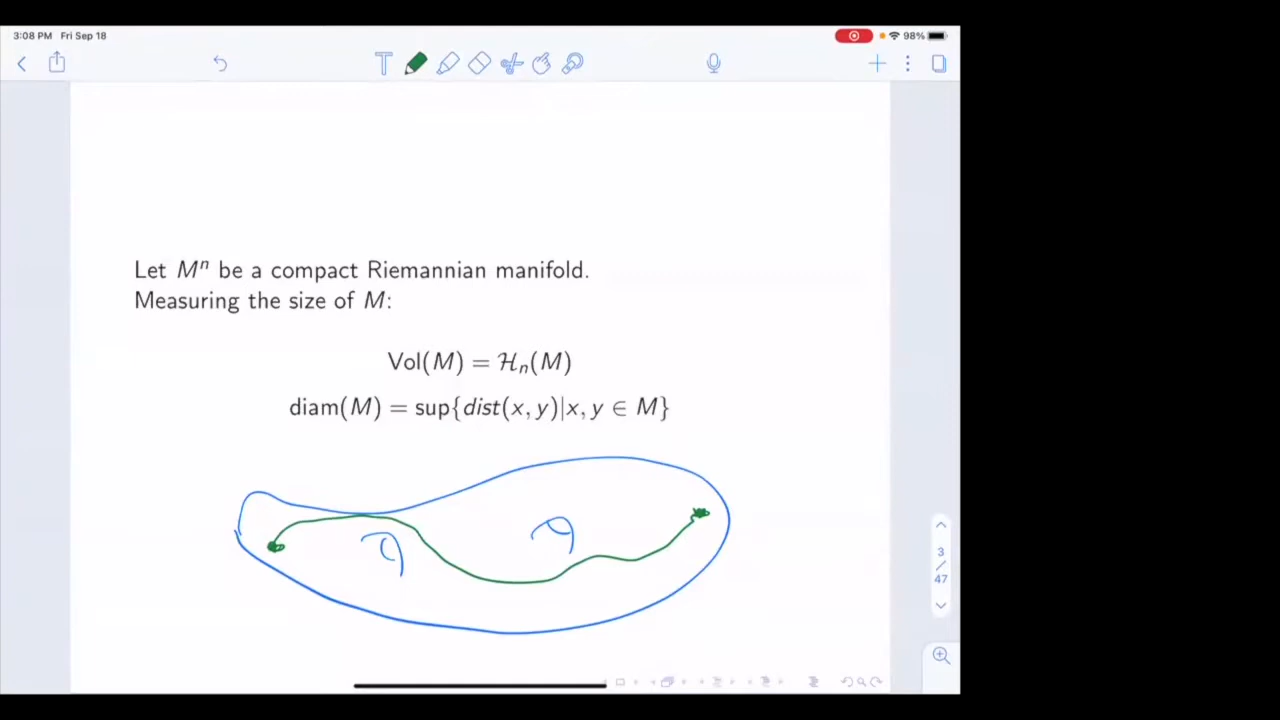 3:08 PM Fri Sep 18
98%
T
Let Mⁿ be a compact Riemannian manifold.
Measuring the size of M:
Vol(M) = ℋₙ(M)
diam(M) = sup{dist(x, y)|x, y ∈ M}
3
/
47